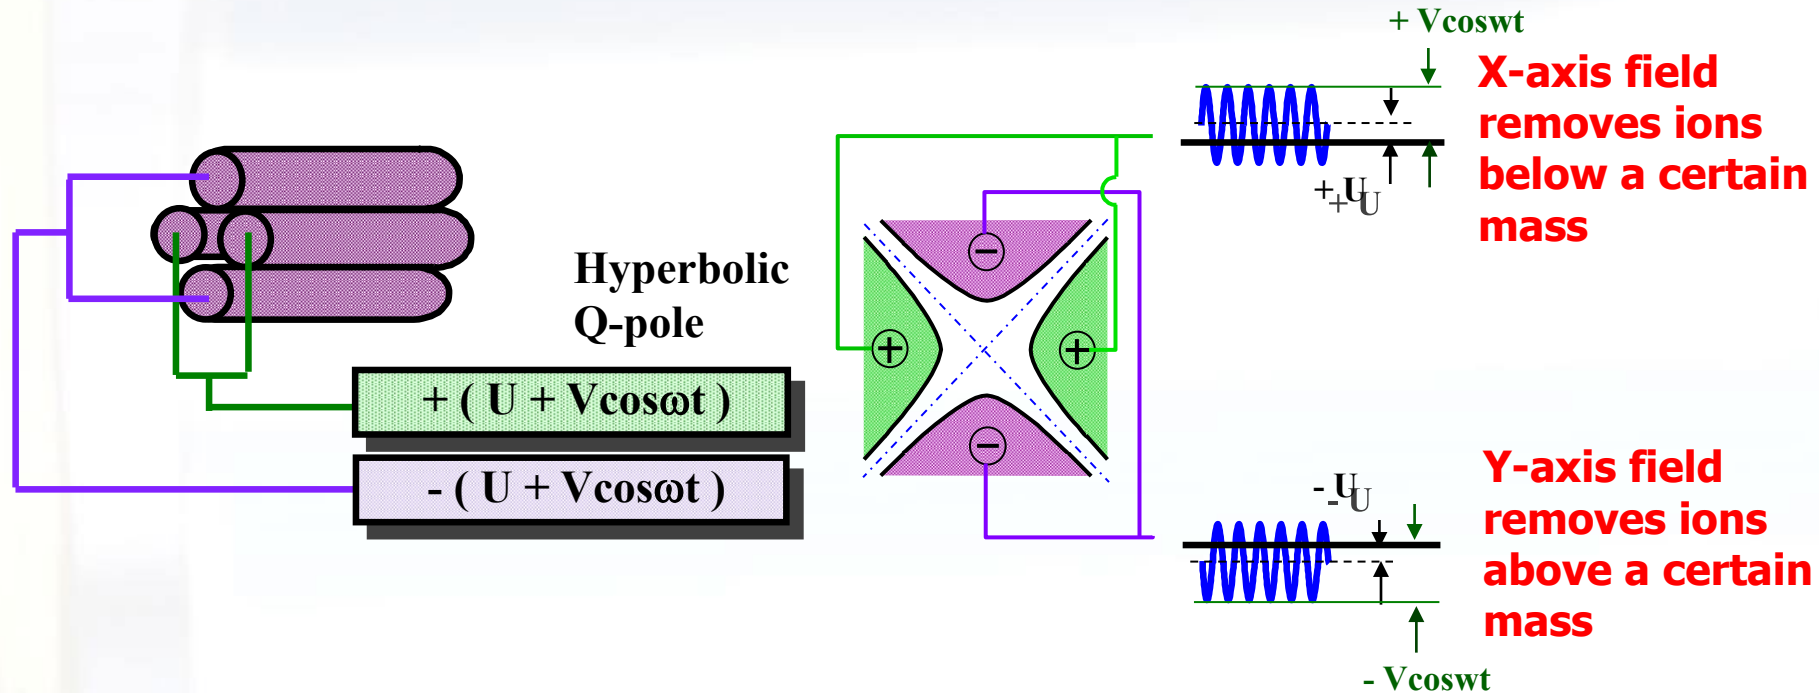 + Vcoswt
X-axis field
removes ions
below a certain
mass
+ U
+ U
Hyperbolic
Q-pole
−
+
+
−
+ ( U + Vcosωt )
- ( U + Vcosωt )
Y-axis field
removes ions
above a certain
mass
- U
- U
- Vcoswt